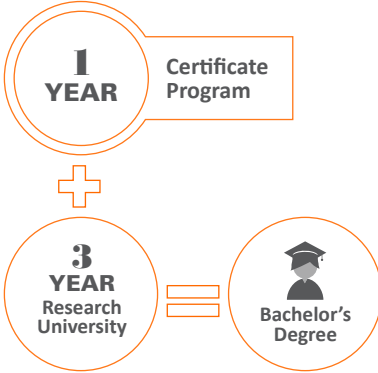 1
YEAR
Certificate
Program
3
YEAR
Research
University
Bachelor's
Degree